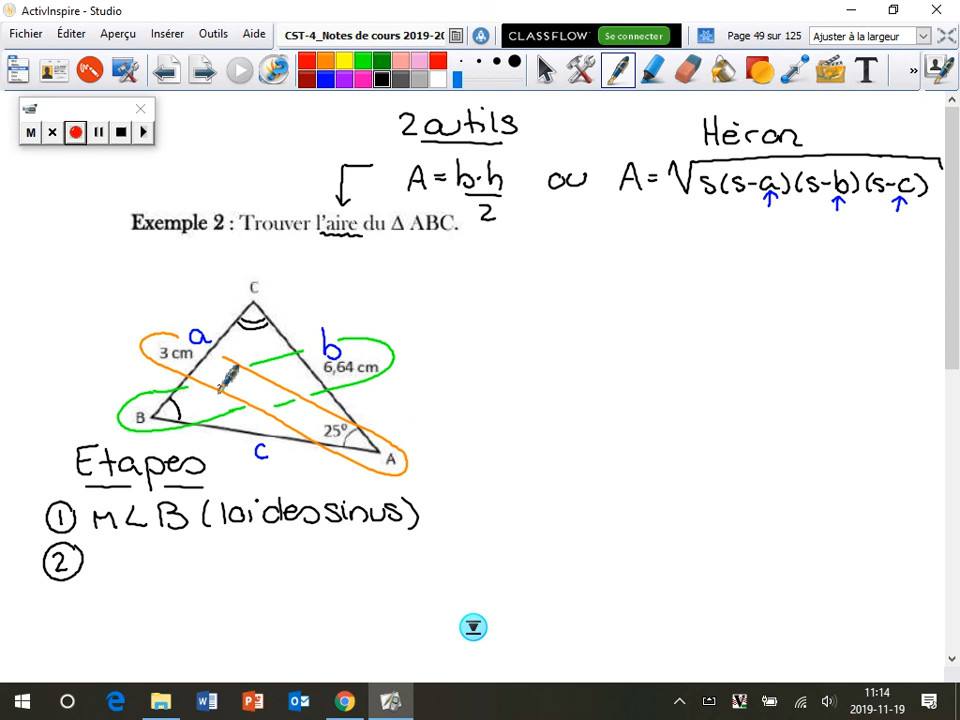 ActivInspire - Studio
Fichier Éditer Aperçu Insérer Outils Aide CST-4_Notes de cours 2019-20 CLASSFLOW Se connecter Page 49 sur 125 Ajuster à la largeur
M
2 outils
Héron
A = b·h/2 ou A = √s(s-a)(s-b)(s-c)
Exemple 2 : Trouver l'aire du Δ ABC.
C
a b
3 cm
6,64 cm
B 25°
c A
Etapes
① m∠B (loi des sinus)
②
11:14
2019-11-19